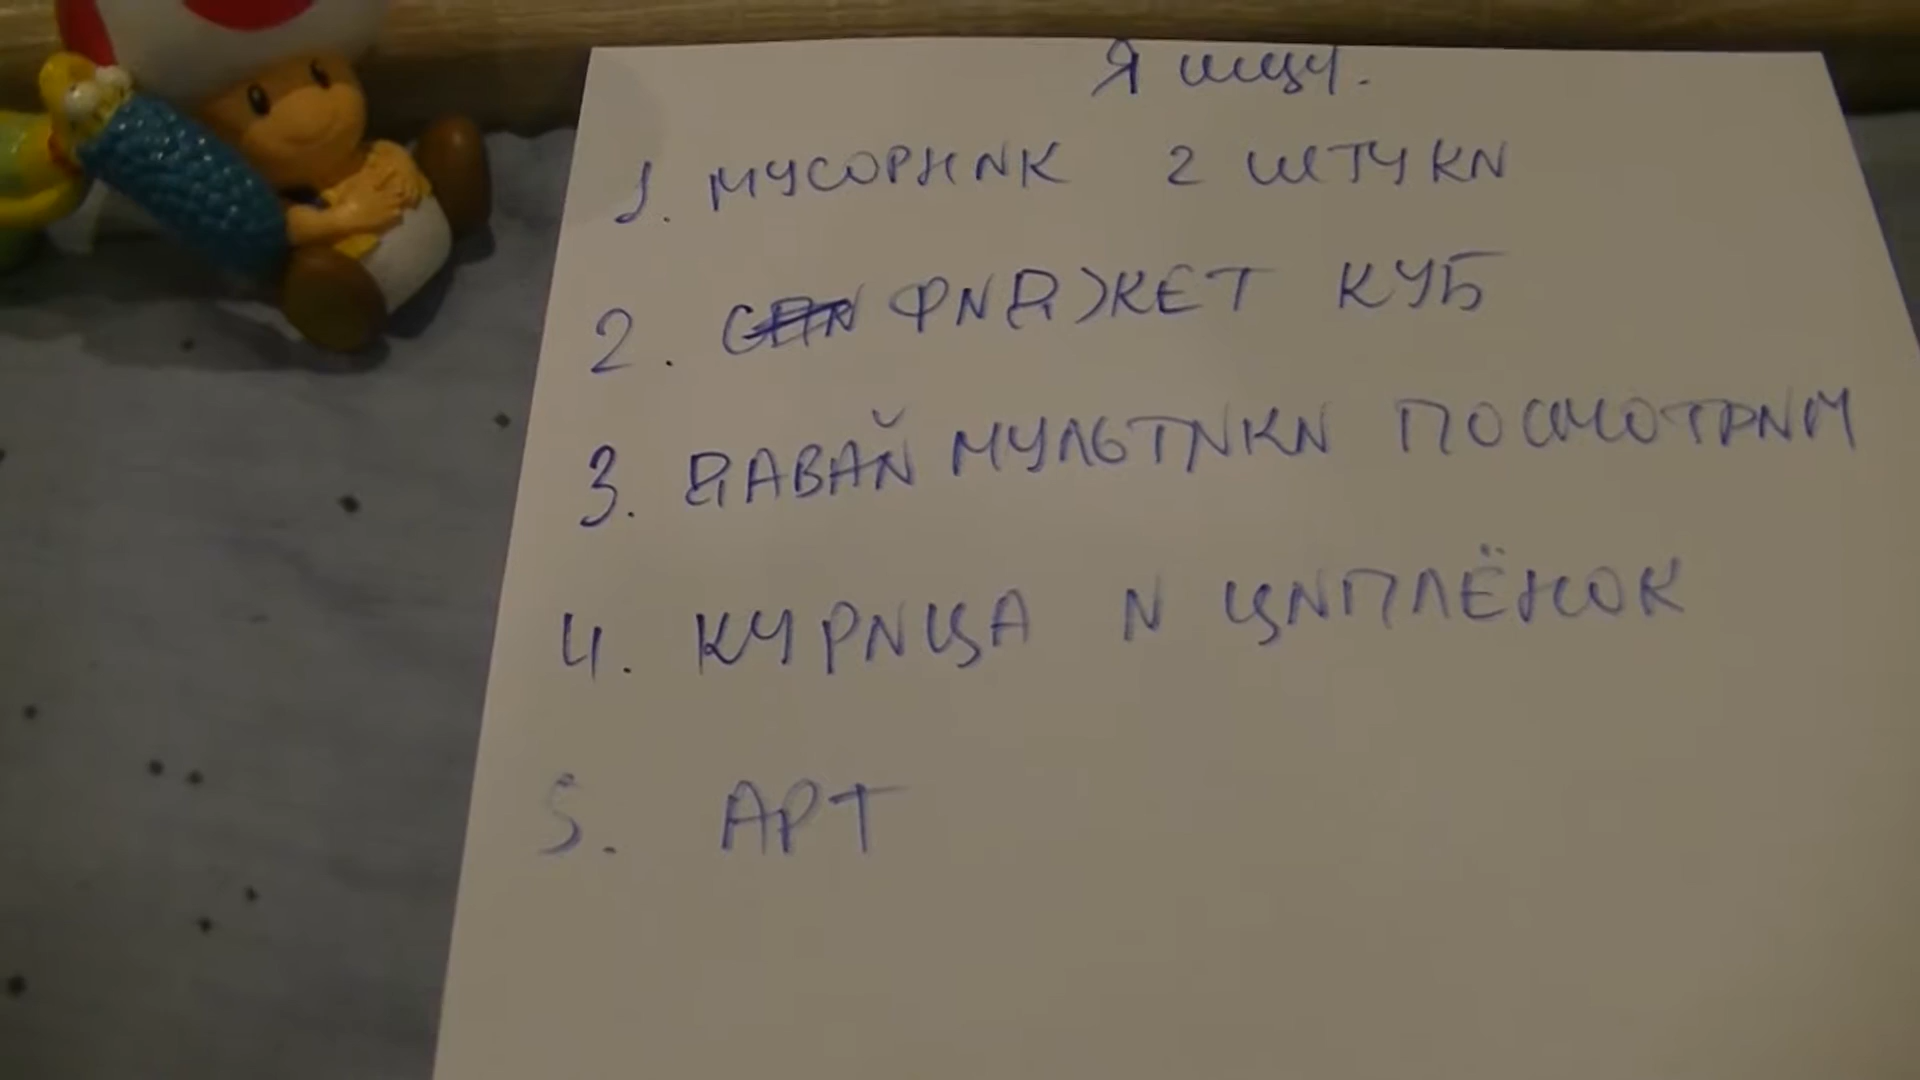 Я ищу.
1. МУСОРНИК 2 ШТУКИ
2. ФИДЖЕТ КУБ
3. ДАВАЙ МУЛЬТИКИ ПОСМОТРИМ
4. КУРИЦА И ЦИПЛЁНОК
5. АРТ